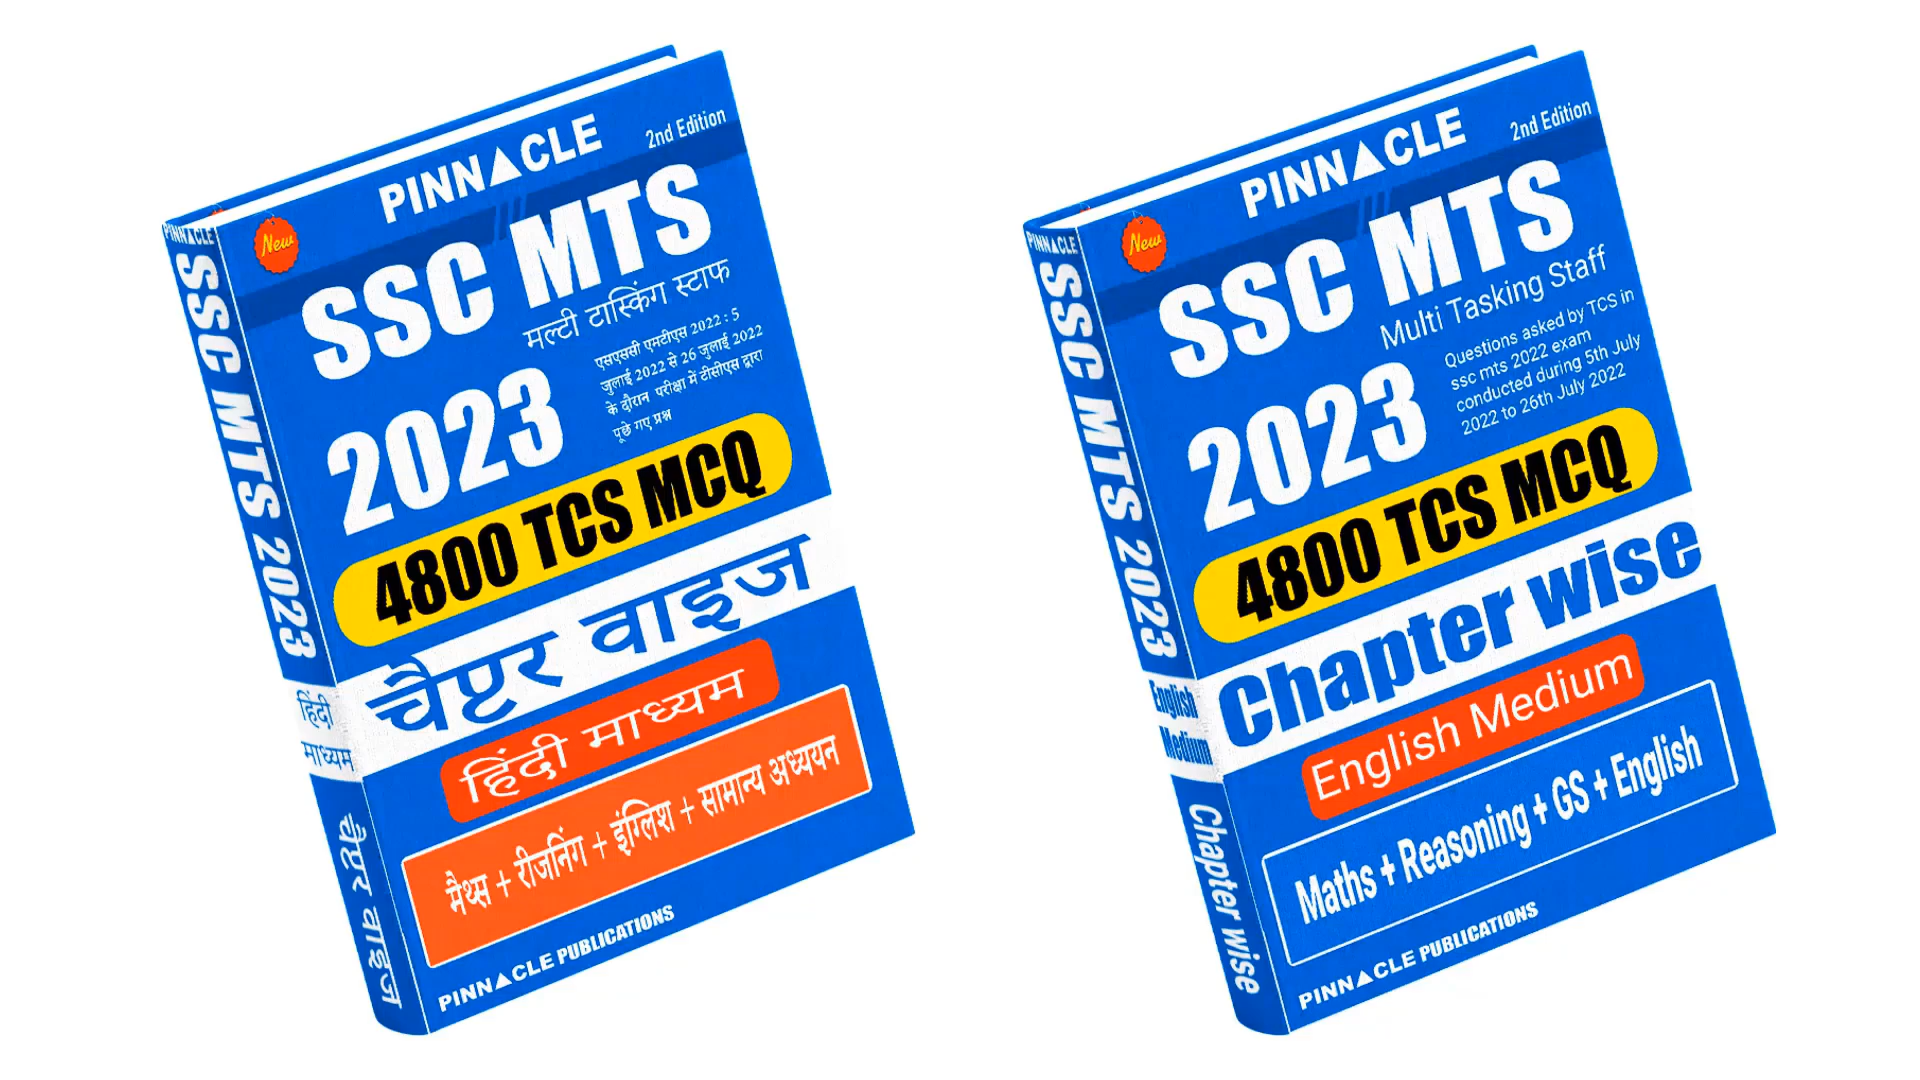 PINNACLE
2nd Edition
New
SSC MTS
मल्टी टास्किंग स्टाफ
2023
एसएससी एमटीएस 2022 : 5
जुलाई 2022 से 26 जुलाई 2022
के दौरान परीक्षा में टीसीएस द्वारा
पूछे गए प्रश्न
4800 TCS MCQ
चैप्टर वाइज
हिंदी माध्यम
मैथ्स + रीजनिंग + इंग्लिश + सामान्य अध्ययन
PINNACLE PUBLICATIONS
PINNACLE
SSC MTS 2023
हिंदी
माध्यम
चैप्टर वाइज
PINNACLE
2nd Edition
New
SSC MTS
Multi Tasking Staff
2023
Questions asked by TCS in
ssc mts 2022 exam
conducted during 5th July
2022 to 26th July 2022
4800 TCS MCQ
Chapter wise
English Medium
Maths + Reasoning + GS + English
PINNACLE PUBLICATIONS
PINNACLE
SSC MTS 2023
English
Medium
Chapter wise